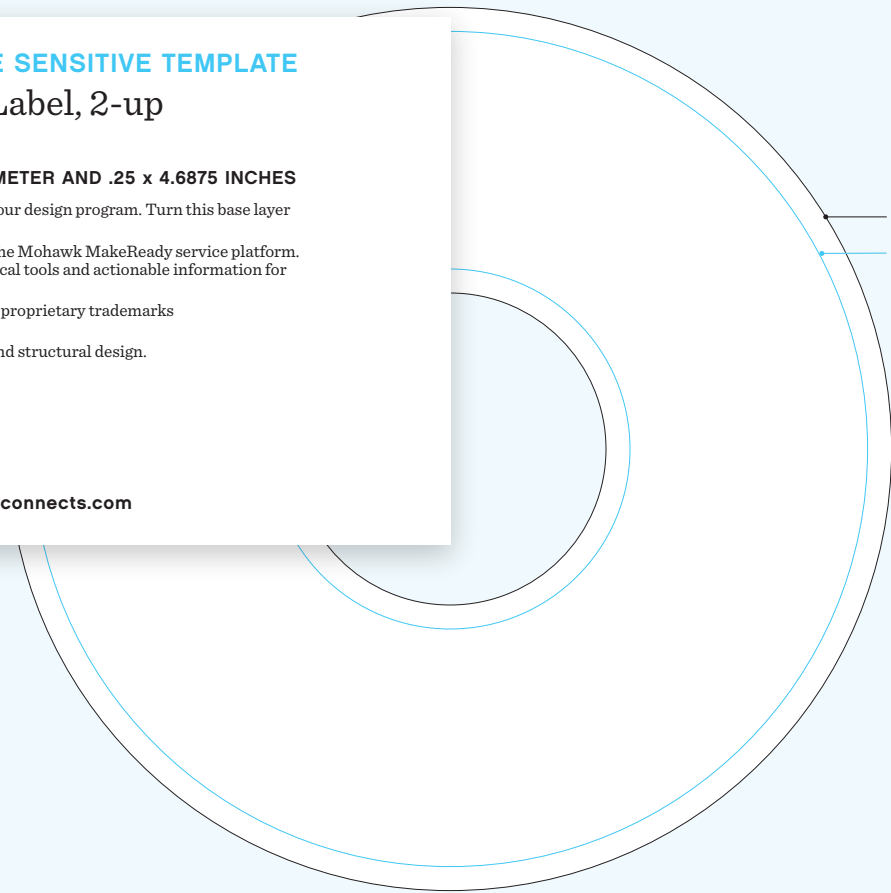 E SENSITIVE TEMPLATE
Label, 2-up
METER AND .25 x 4.6875 INCHES
our design program. Turn this base layer
he Mohawk MakeReady service platform.
cal tools and actionable information for
proprietary trademarks
nd structural design.
connects.com